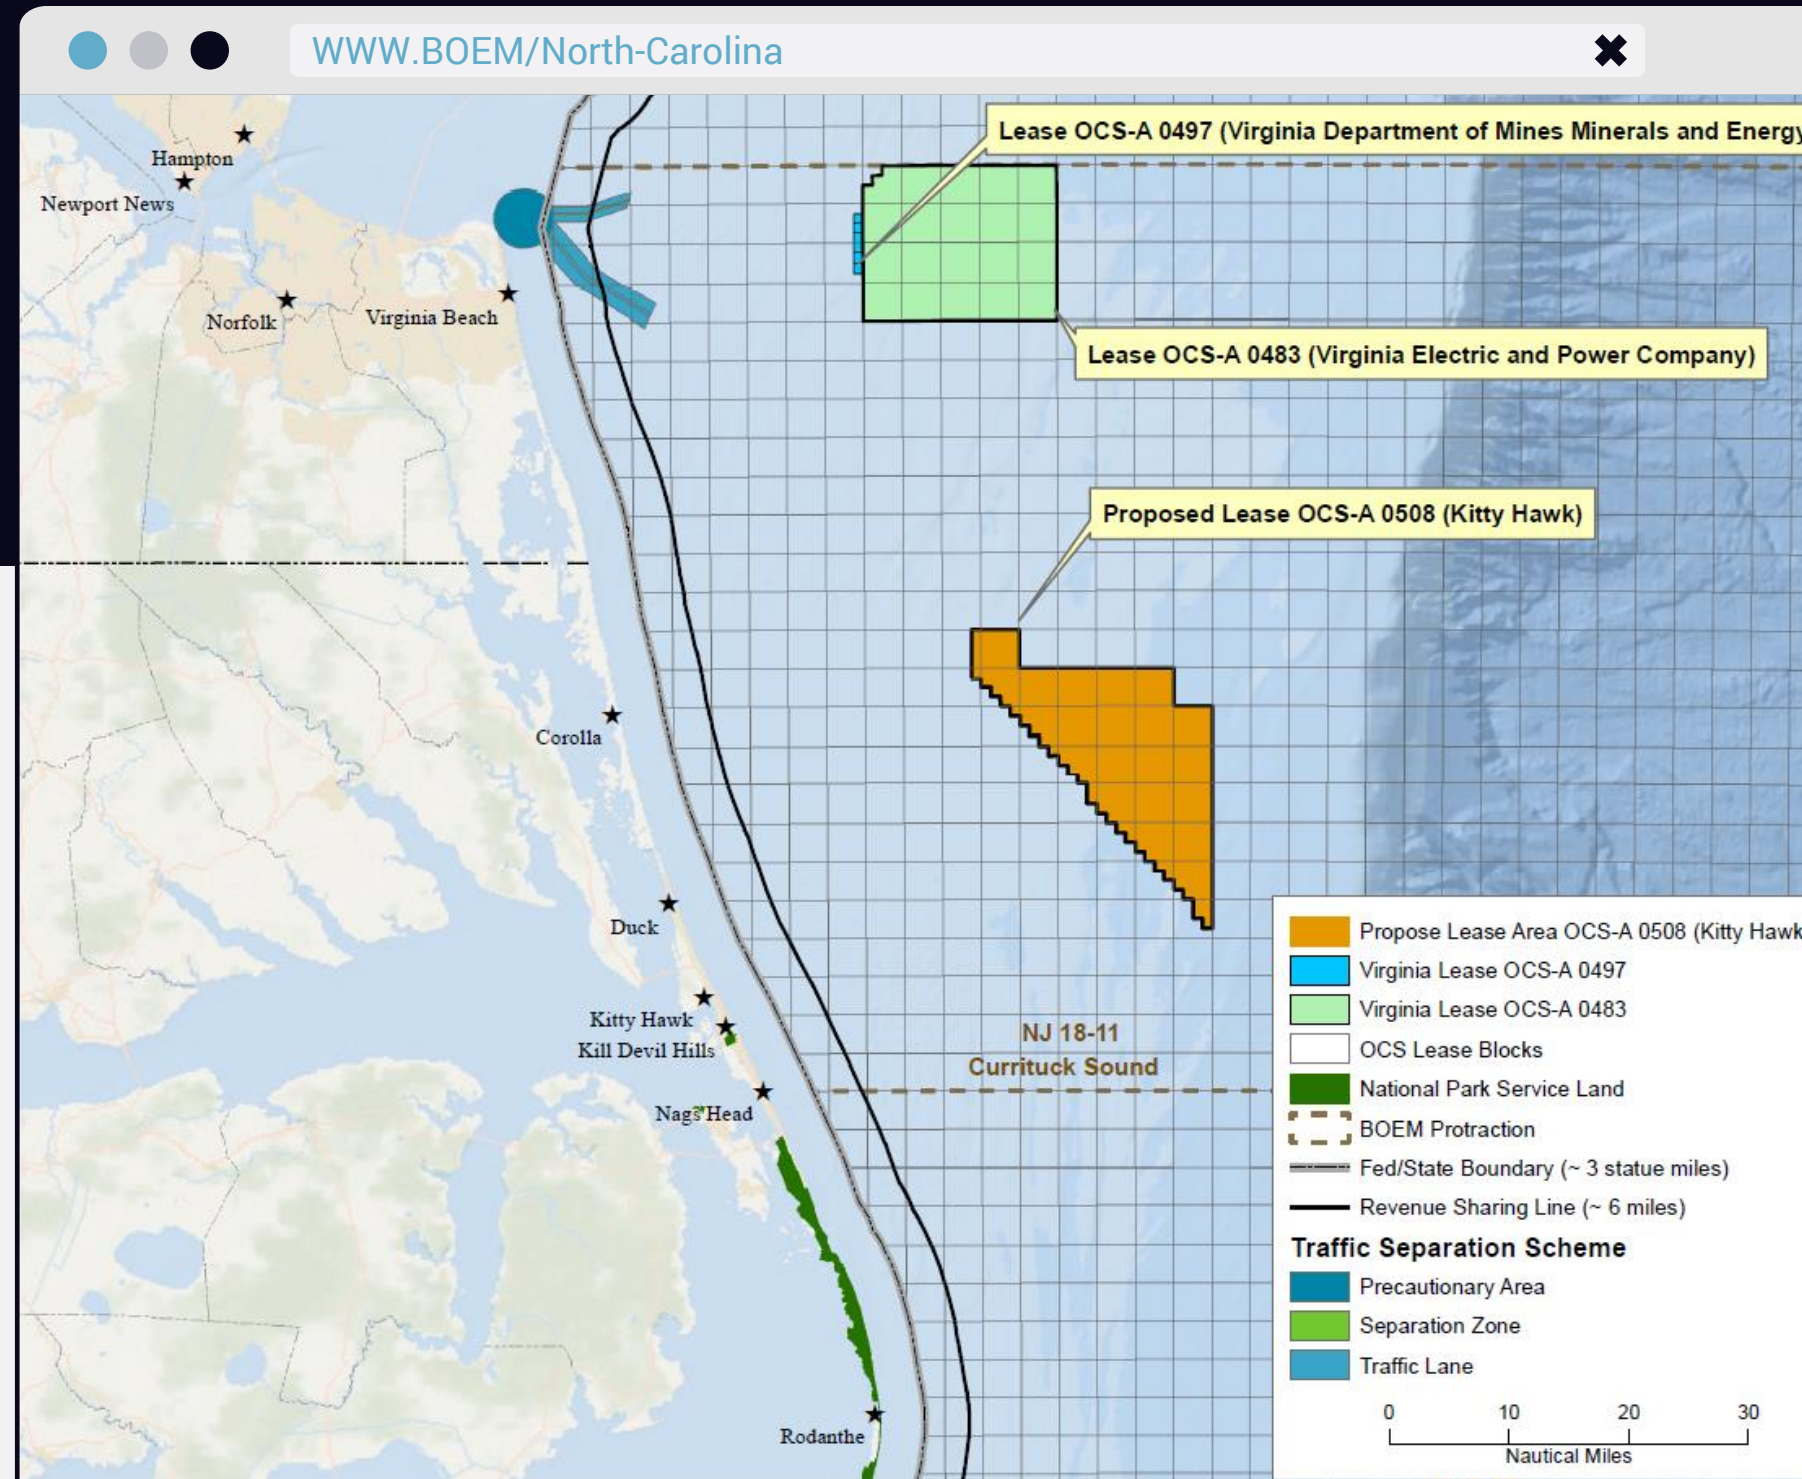 WWW.BOEM/North-Carolina
Lease OCS-A 0497 (Virginia Department of Mines Minerals and Energy
Hampton
Newport News
Norfolk
Virginia Beach
Lease OCS-A 0483 (Virginia Electric and Power Company)
Proposed Lease OCS-A 0508 (Kitty Hawk)
Corolla
Duck
Kitty Hawk
Kill Devil Hills
Nags Head
Rodanthe
NJ 18-11
Currituck Sound
Propose Lease Area OCS-A 0508 (Kitty Hawk
Virginia Lease OCS-A 0497
Virginia Lease OCS-A 0483
OCS Lease Blocks
National Park Service Land
BOEM Protraction
Fed/State Boundary (~ 3 statue miles)
Revenue Sharing Line (~ 6 miles)
Traffic Separation Scheme
Precautionary Area
Separation Zone
Traffic Lane
0 10 20 30
Nautical Miles